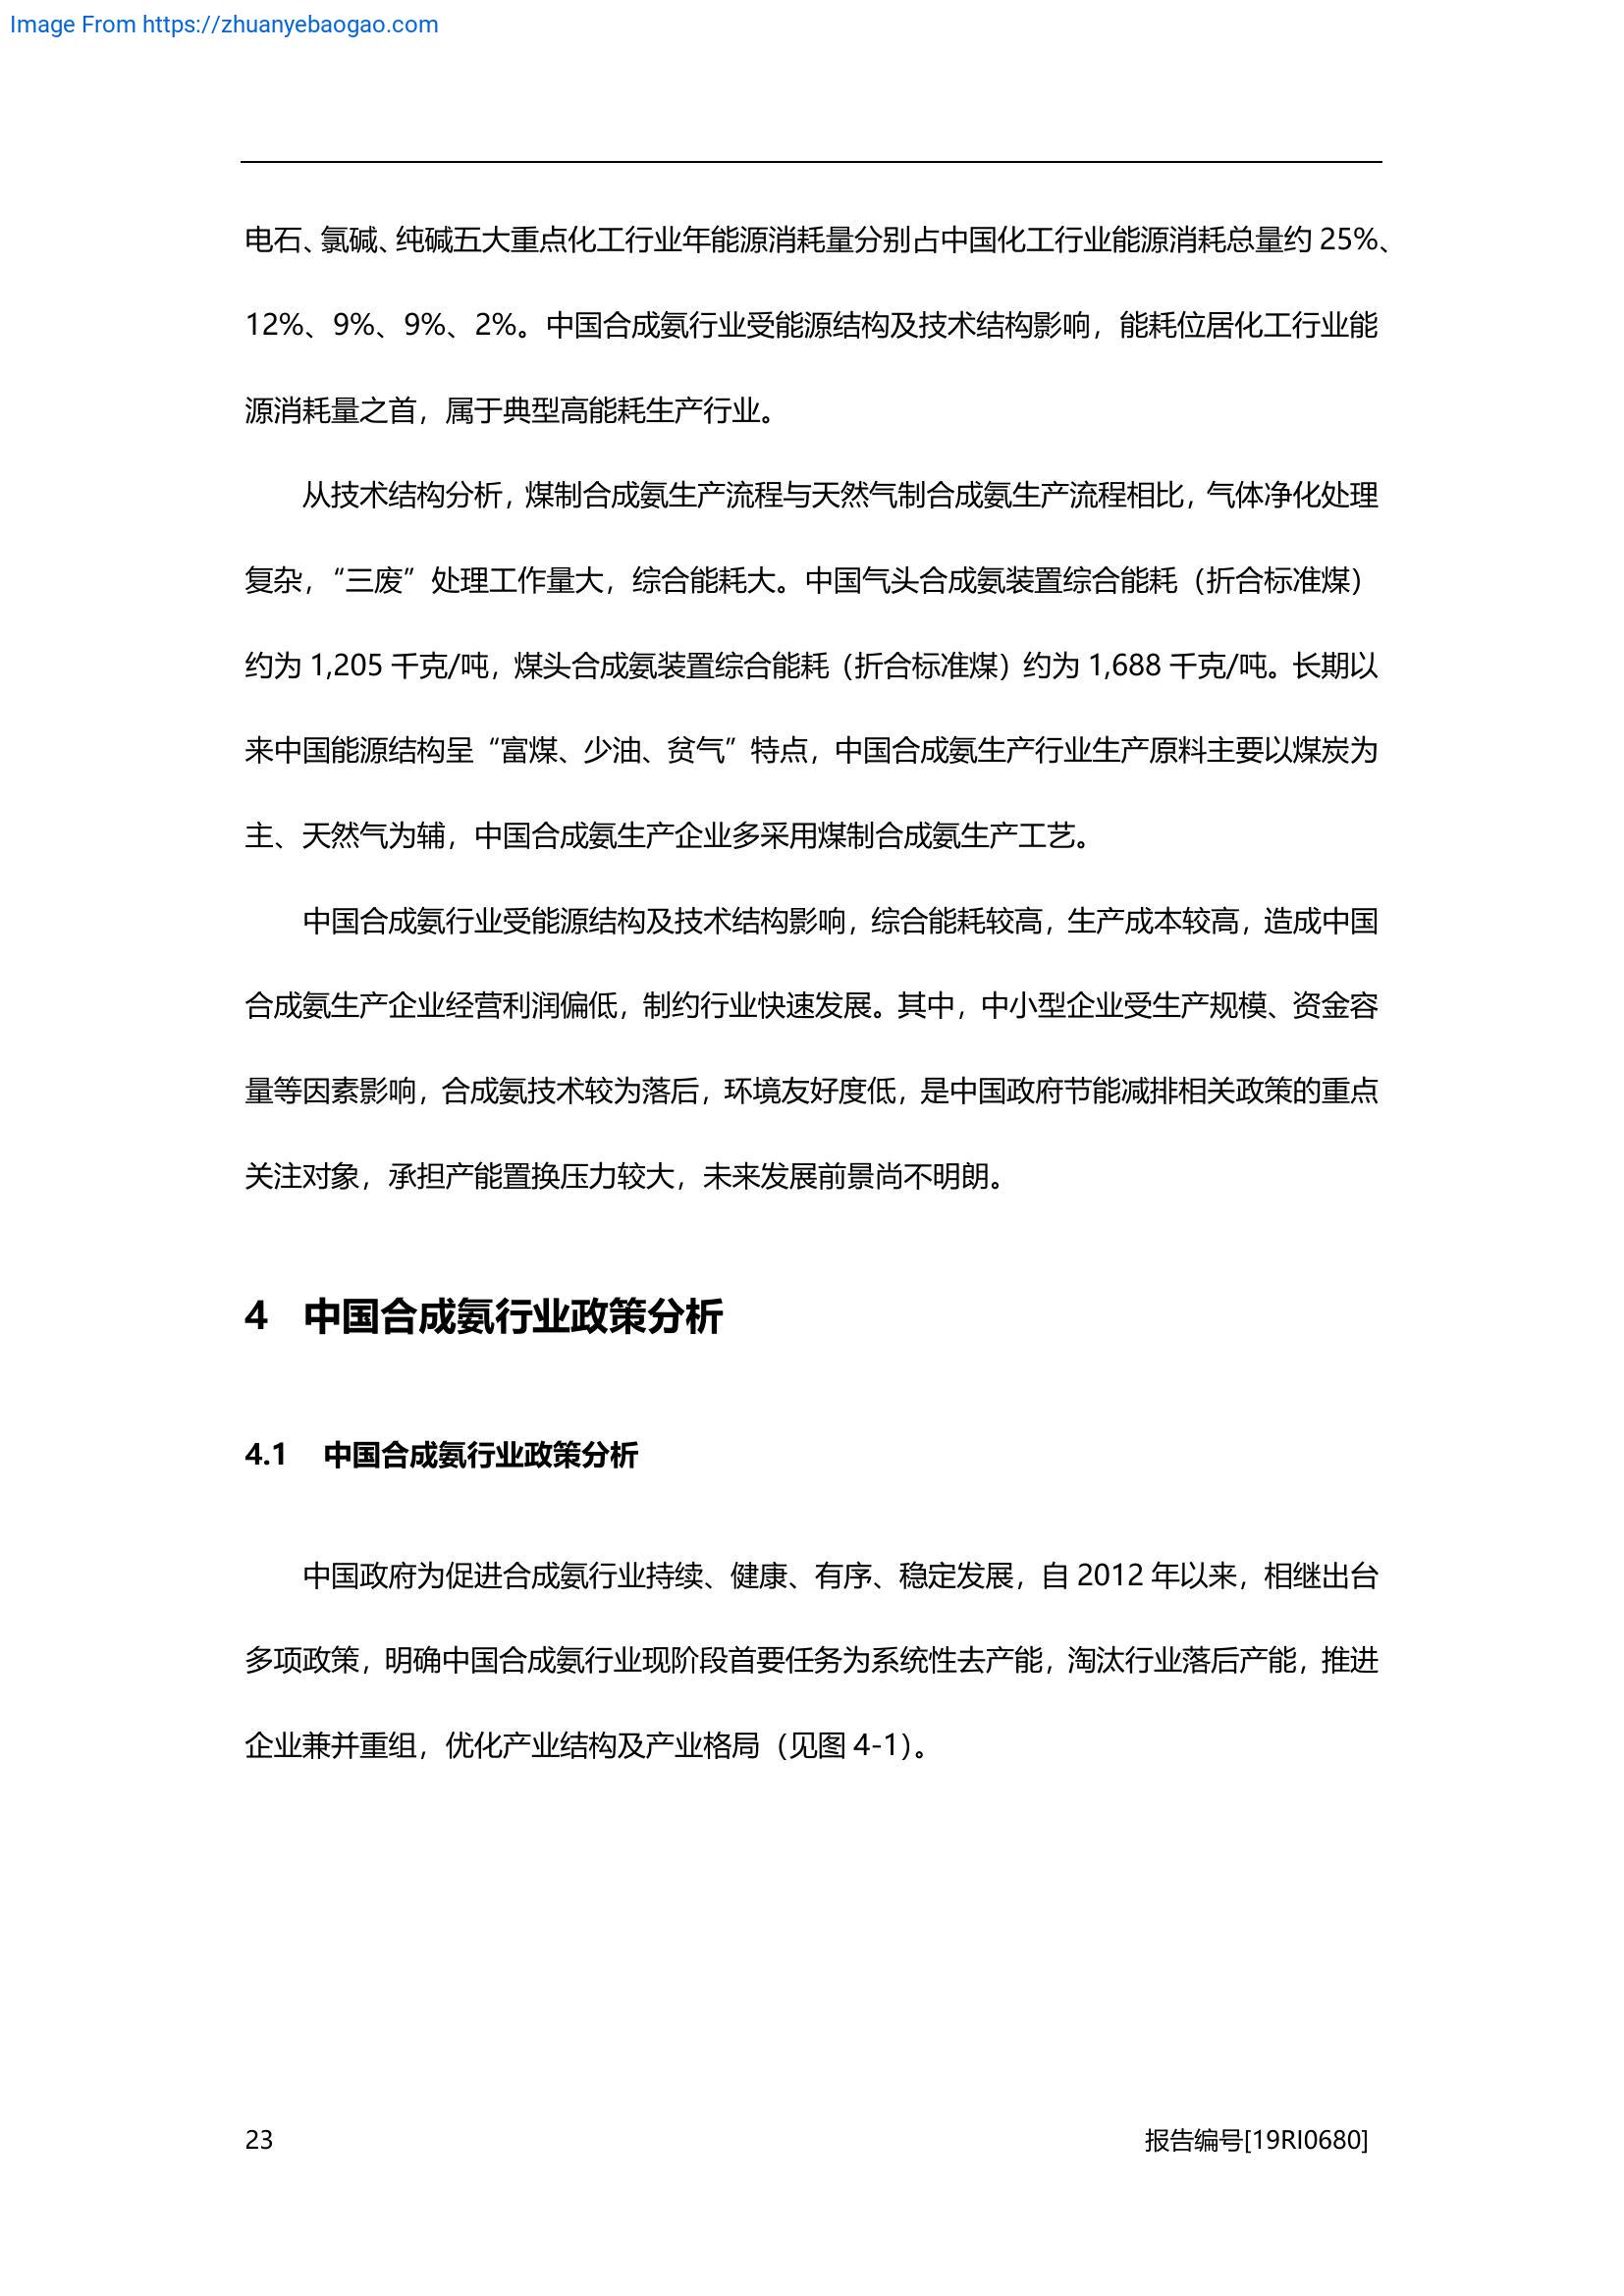 Image From https://zhuanyebaogao.com
电石、氯碱、纯碱五大重点化工行业年能源消耗量分别占中国化工行业能源消耗总量约 25%、
12%、9%、9%、2%。中国合成氨行业受能源结构及技术结构影响，能耗位居化工行业能
源消耗量之首，属于典型高能耗生产行业。
从技术结构分析，煤制合成氨生产流程与天然气制合成氨生产流程相比，气体净化处理
复杂，“三废”处理工作量大，综合能耗大。中国气头合成氨装置综合能耗（折合标准煤）
约为 1,205 千克/吨，煤头合成氨装置综合能耗（折合标准煤）约为 1,688 千克/吨。长期以
来中国能源结构呈“富煤、少油、贫气”特点，中国合成氨生产行业生产原料主要以煤炭为
主、天然气为辅，中国合成氨生产企业多采用煤制合成氨生产工艺。
中国合成氨行业受能源结构及技术结构影响，综合能耗较高，生产成本较高，造成中国
合成氨生产企业经营利润偏低，制约行业快速发展。其中，中小型企业受生产规模、资金容
量等因素影响，合成氨技术较为落后，环境友好度低，是中国政府节能减排相关政策的重点
关注对象，承担产能置换压力较大，未来发展前景尚不明朗。
4 中国合成氨行业政策分析
4.1 中国合成氨行业政策分析
中国政府为促进合成氨行业持续、健康、有序、稳定发展，自 2012 年以来，相继出台
多项政策，明确中国合成氨行业现阶段首要任务为系统性去产能，淘汰行业落后产能，推进
企业兼并重组，优化产业结构及产业格局（见图 4-1）。
23 报告编号[19RI0680]